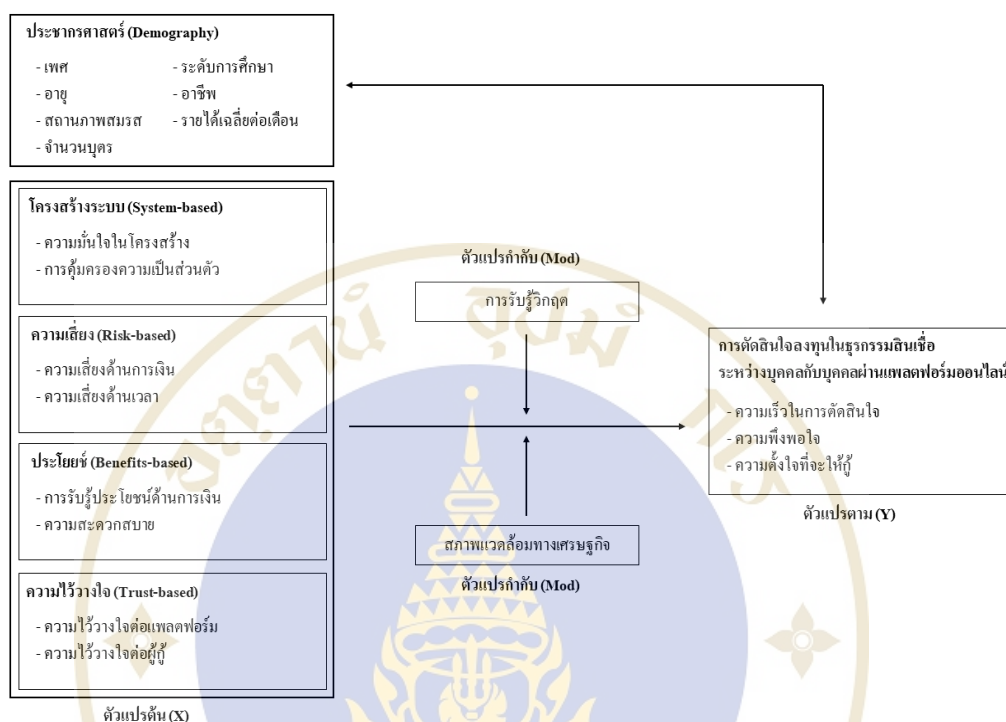 ประชากรศาสตร์ (Demography)
- เพศ - ระดับการศึกษา
- อายุ - อาชีพ
- สถานภาพสมรส - รายได้เฉลี่ยต่อเดือน
- จำนวนบุตร
โครงสร้างระบบ (System-based)
- ความมั่นใจในโครงสร้าง
- การคุ้มครองความเป็นส่วนตัว
ความเสี่ยง (Risk-based)
- ความเสี่ยงด้านการเงิน
- ความเสี่ยงด้านเวลา
ประโยยช์ (Benefits-based)
- การรับรู้ประโยชน์ด้านการเงิน
- ความสะดวกสบาย
ความไว้วางใจ (Trust-based)
- ความไว้วางใจต่อแพลตฟอร์ม
- ความไว้วางใจต่อผู้กู้
ตัวแปรต้น (X)
ตัวแปรกำกับ (Mod)
การรับรู้วิกฤต
สภาพแวดล้อมทางเศรษฐกิจ
ตัวแปรกำกับ (Mod)
การตัดสินใจลงทุนในธุรกรรมสินเชื่อ
ระหว่างบุคคลกับบุคคลผ่านแพลตฟอร์มออนไลน์
- ความเร็วในการตัดสินใจ
- ความพึงพอใจ
- ความตั้งใจที่จะให้กู้
ตัวแปรตาม (Y)